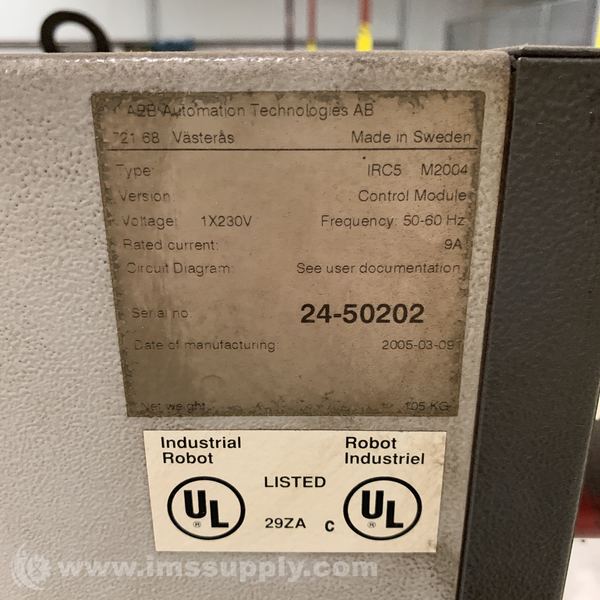 ABB Automation Technologies AB
721 68 Västerås Made in Sweden
Type: IRC5 M2004
Version: Control Module
Voltage: 1X230V Frequency: 50-60 Hz
Rated current: 9A
Circuit Diagram: See user documentation
Serial no: 24-50202
Date of manufacturing: 2005-03-09
Net weight: 105 KG
Industrial Robot
Robot Industriel
UL ® LISTED 29ZA C UL ®
www.imssupply.com